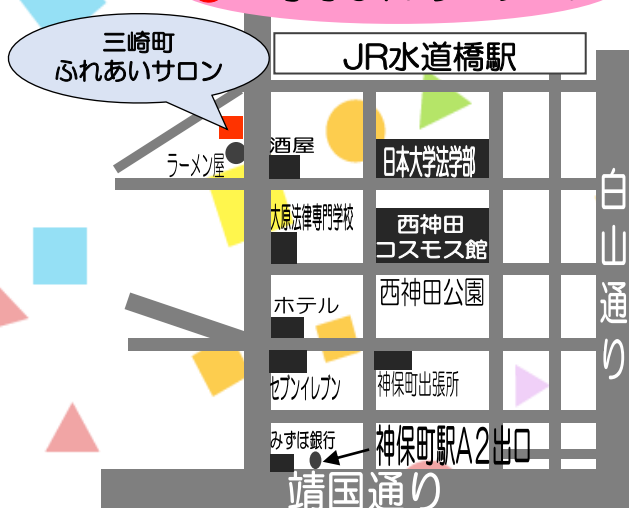 三崎町
ふれあいサロン
JR水道橋駅
酒屋
ラーメン屋
日本大学法学部
大原法律専門学校
西神田
コスモス館
白山通り
ホテル
西神田公園
セブンイレブン
神保町出張所
みずほ銀行
神保町駅A2出口
靖国通り